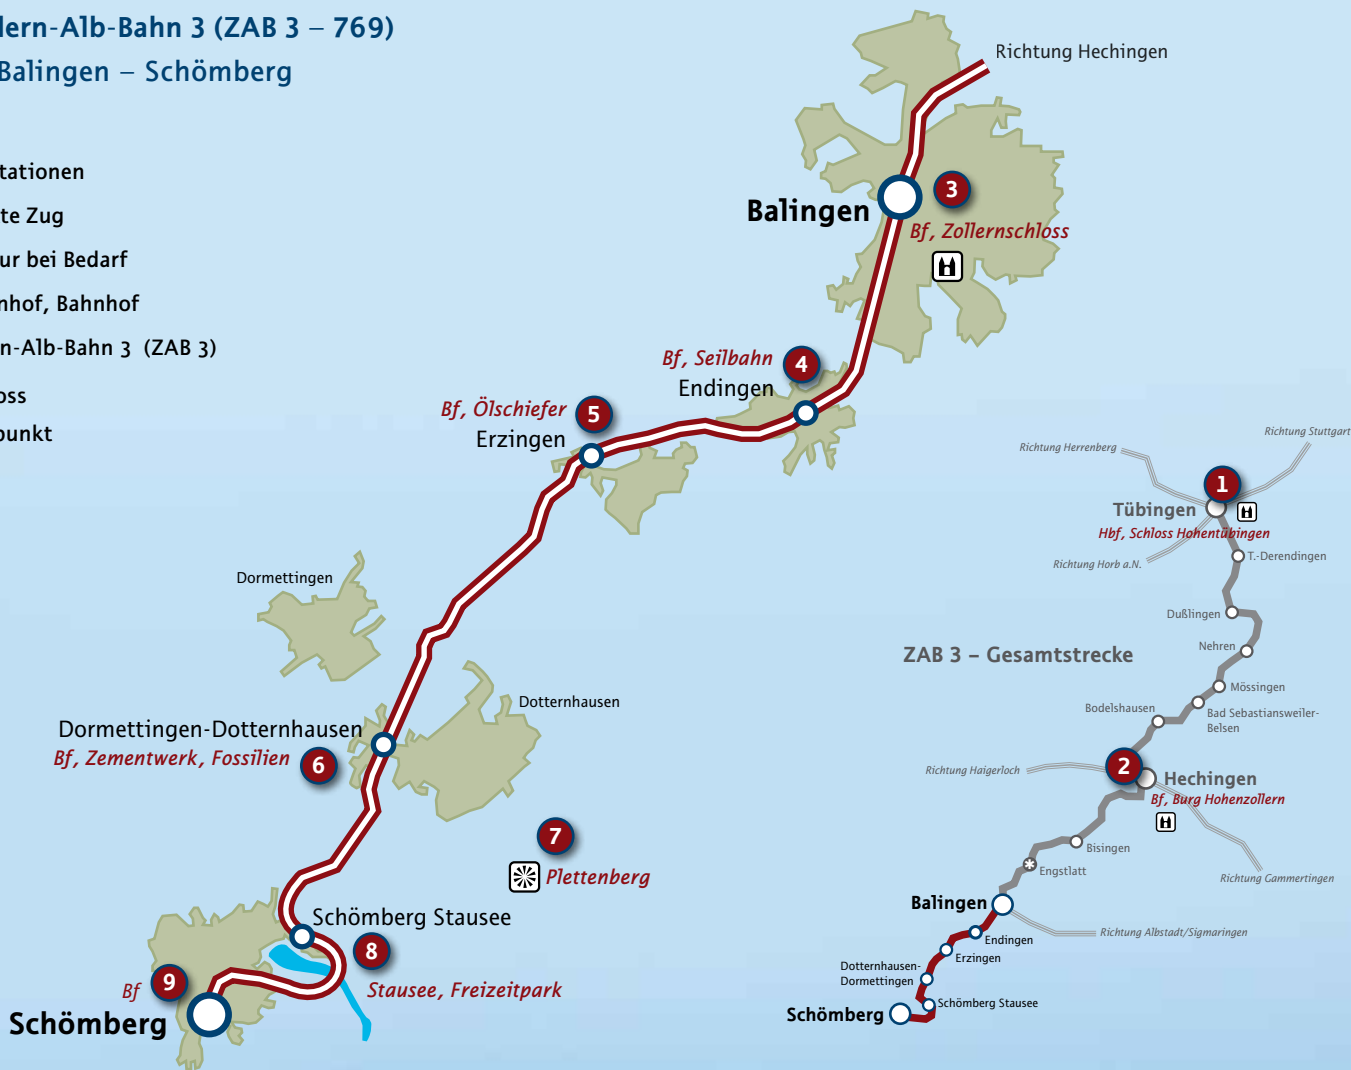 lern-Alb-Bahn 3 (ZAB 3 – 769)
Balingen – Schömberg
tationen
te Zug
ur bei Bedarf
nhof, Bahnhof
n-Alb-Bahn 3 (ZAB 3)
oss
punkt
Richtung Hechingen
3
Balingen
Bf, Zollernschloss
Bf, Seilbahn
4
Endingen
Bf, Ölschiefer
5
Erzingen
Dormettingen
Dotternhausen
Dormettingen-Dotternhausen
Bf, Zementwerk, Fossilien
6
7
Plettenberg
Schömberg Stausee
8
Stausee, Freizeitpark
9
Bf
Schömberg
Richtung Stuttgart
Richtung Herrenberg
1
Tübingen
Hbf, Schloss Hohentübingen
Richtung Horb a.N.
T.-Derendingen
Dußlingen
Nehren
ZAB 3 – Gesamtstrecke
Mössingen
Bodelshausen
Bad Sebastiansweiler-
Belsen
Richtung Haigerloch
2
Hechingen
Bf, Burg Hohenzollern
Bisingen
Engstlatt
Richtung Gammertingen
Balingen
Richtung Albstadt/Sigmaringen
Endingen
Erzingen
Dotternhausen-
Dormettingen
Schömberg Stausee
Schömberg